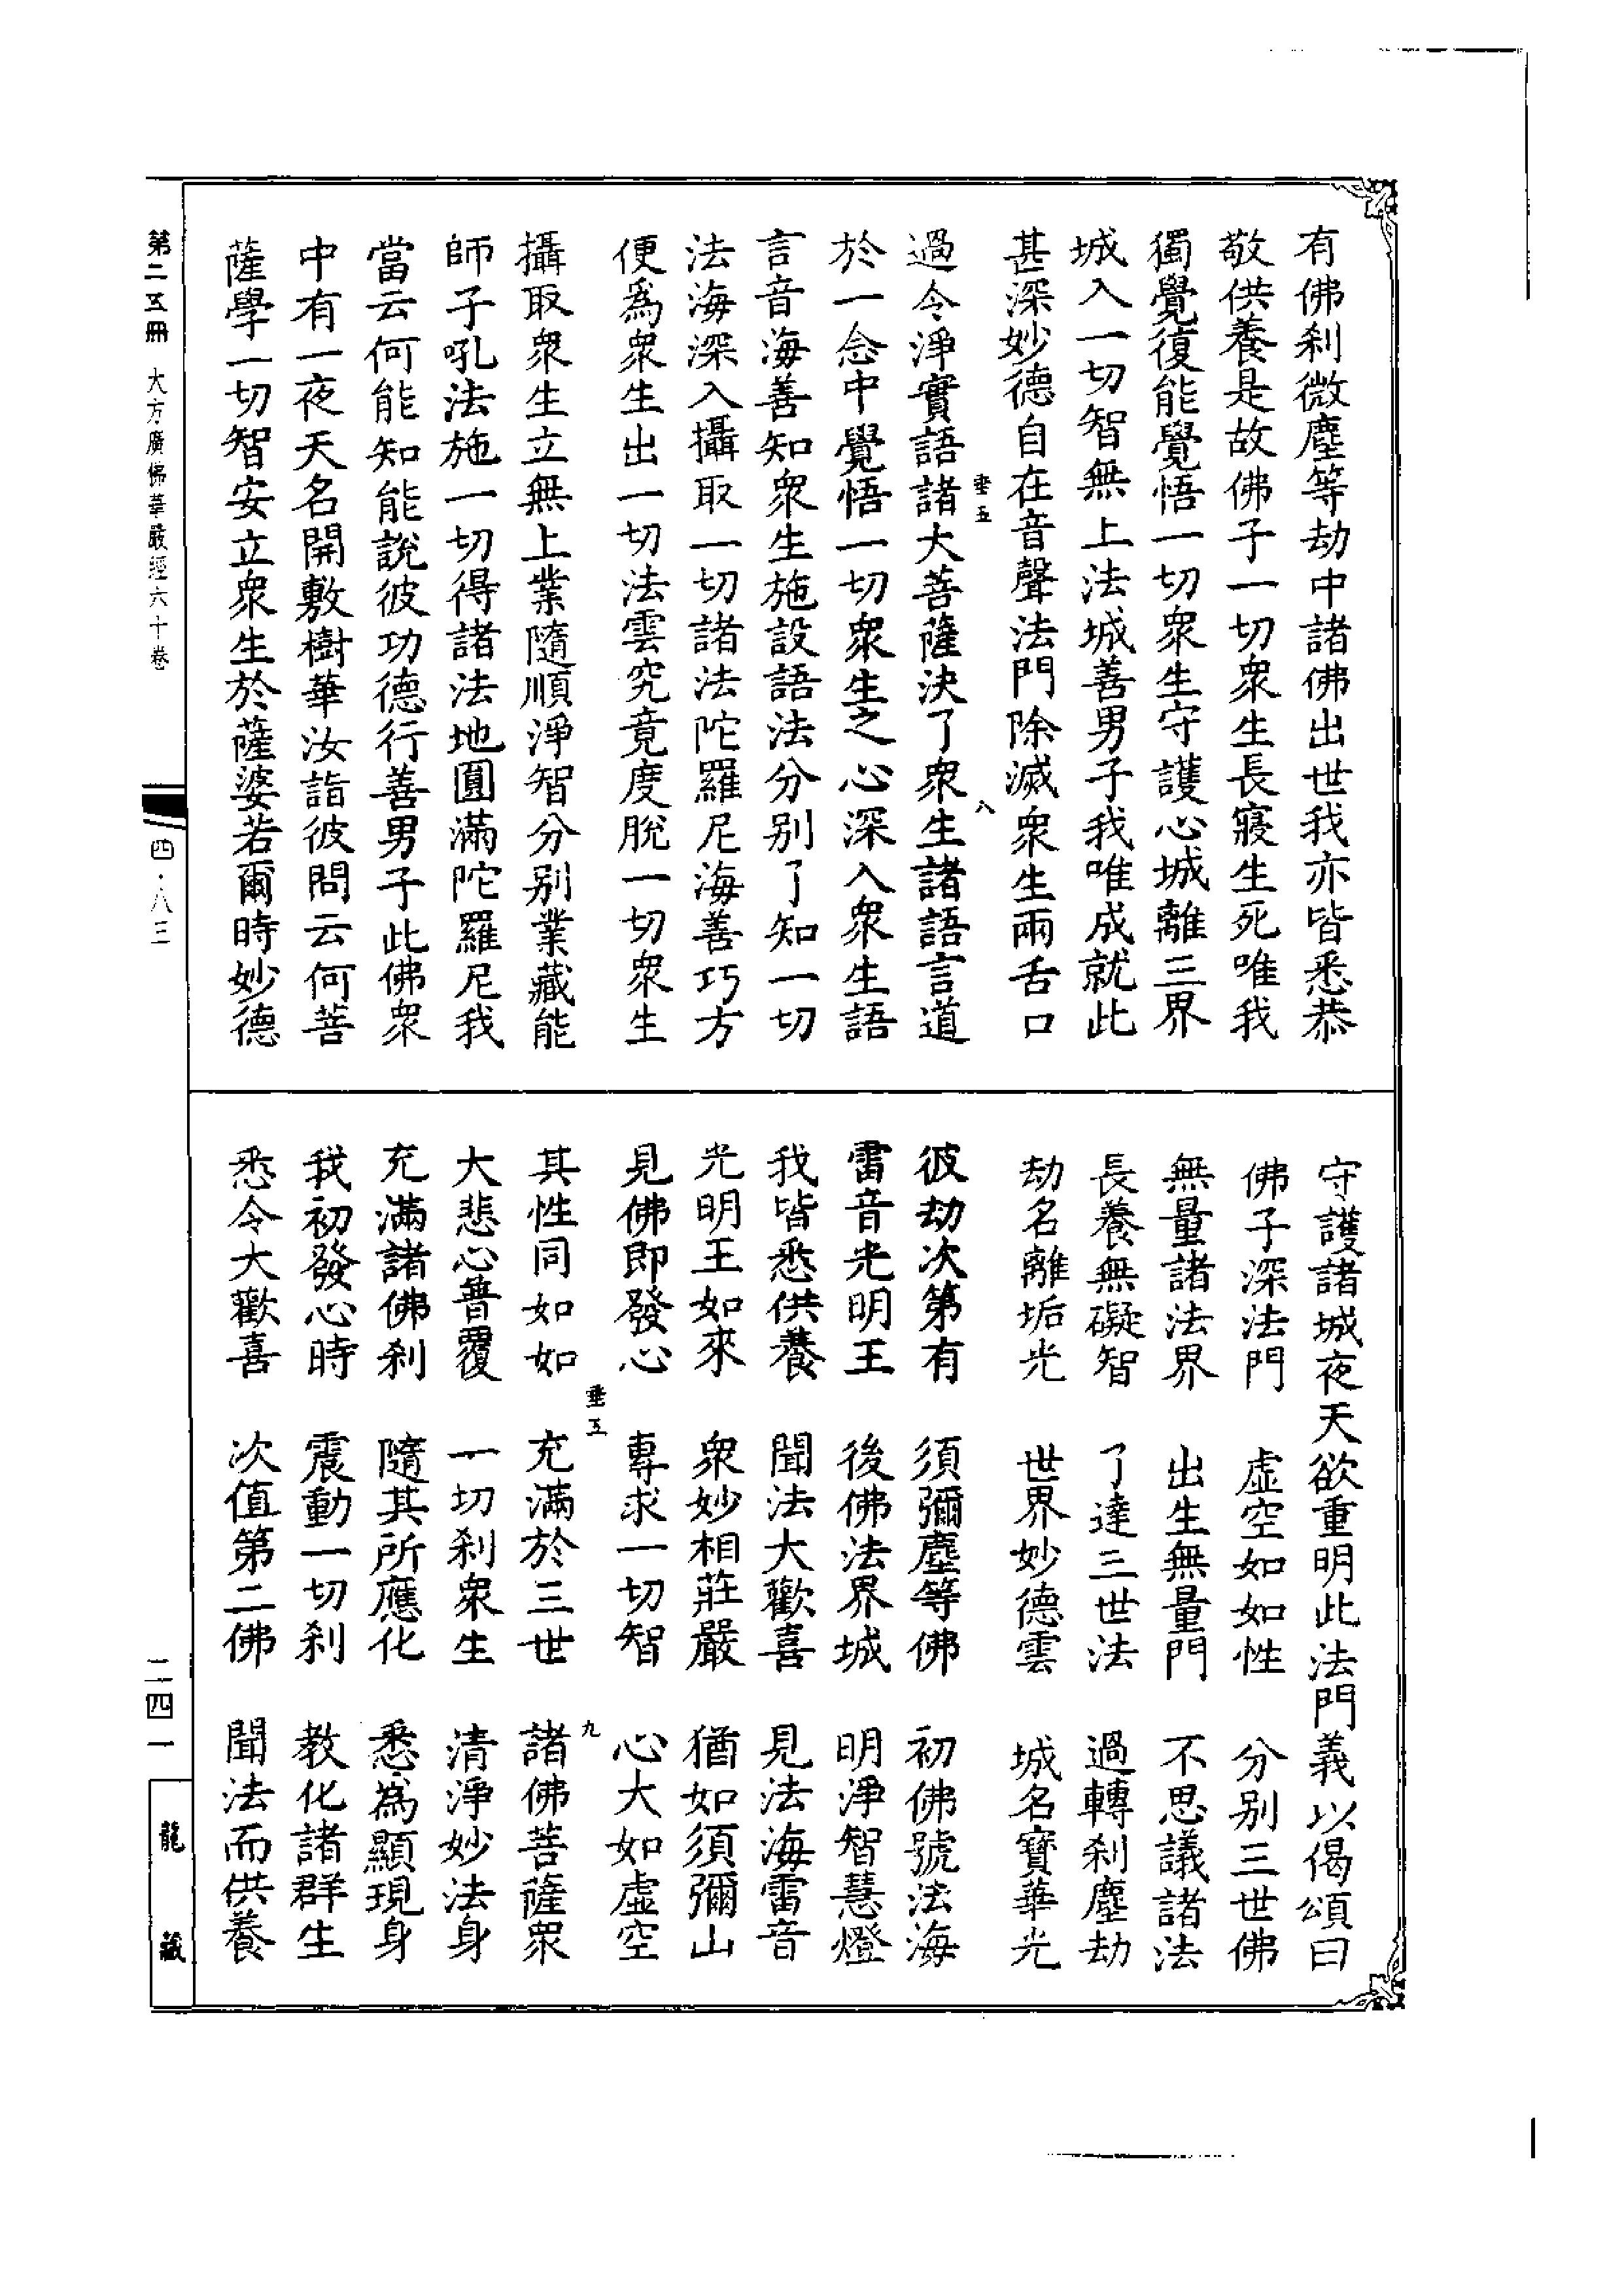 有佛刹微塵等劫中諸佛出世我亦皆悉恭
敬供養是故佛子一切衆生長寢生死唯我
獨覺復能覺悟一切衆生守護心城離三界
城入一切智無上法城善男子我唯成就此
甚深妙德自在音聲法門除滅衆生兩舌口
垂五
八
過令淨實語諸大菩薩決了衆生諸語言道
於一念中覺悟一切衆生之心深入衆生語
言音海善知衆生施設語法分别了知一切
法海深入攝取一切諸法陀羅尼海善巧方
便爲衆生出一切法雲究竟度脫一切衆生
攝取衆生立無上業隨順淨智分别業藏能
師子吼法施一切得諸法地圓滿陀羅尼我
當云何能知能說彼功德行善男子此佛衆
中有一夜天名開敷樹華汝詣彼問云何菩
薩學一切智安立衆生於薩婆若爾時妙德
守護諸城夜天欲重明此法門義以偈頌曰
佛子深法門 虛空如如性 分别三世佛
無量諸法界 出生無量門 不思議諸法
長養無礙智 了達三世法 過轉刹塵劫
劫名離垢光 世界妙德雲 城名寶華光
彼劫次第有 須彌塵等佛 初佛號法海
雷音光明王 後佛法界城 明淨智慧燈
我皆悉供養 聞法大歡喜 見法海雷音
光明王如來 衆妙相莊嚴 猶如須彌山
見佛即發心 專求一切智 心大如虛空
垂五
九
其性同如如 充滿於三世 諸佛菩薩衆
大悲心普覆 一切刹衆生 清淨妙法身
充滿諸佛刹 隨其所應化 悉爲顯現身
我初發心時 震動一切刹 教化諸群生
悉令大歡喜 次值第二佛 聞法而供養
第二五冊 大方廣佛華嚴經六十卷
四·八三
二四一
龍藏